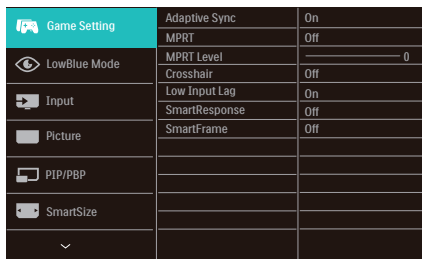 Game Setting
LowBlue Mode
Input
Picture
PIP/PBP
SmartSize
Adaptive Sync On
MPRT Off
MPRT Level 0
Crosshair Off
Low Input Lag On
SmartResponse Off
SmartFrame Off